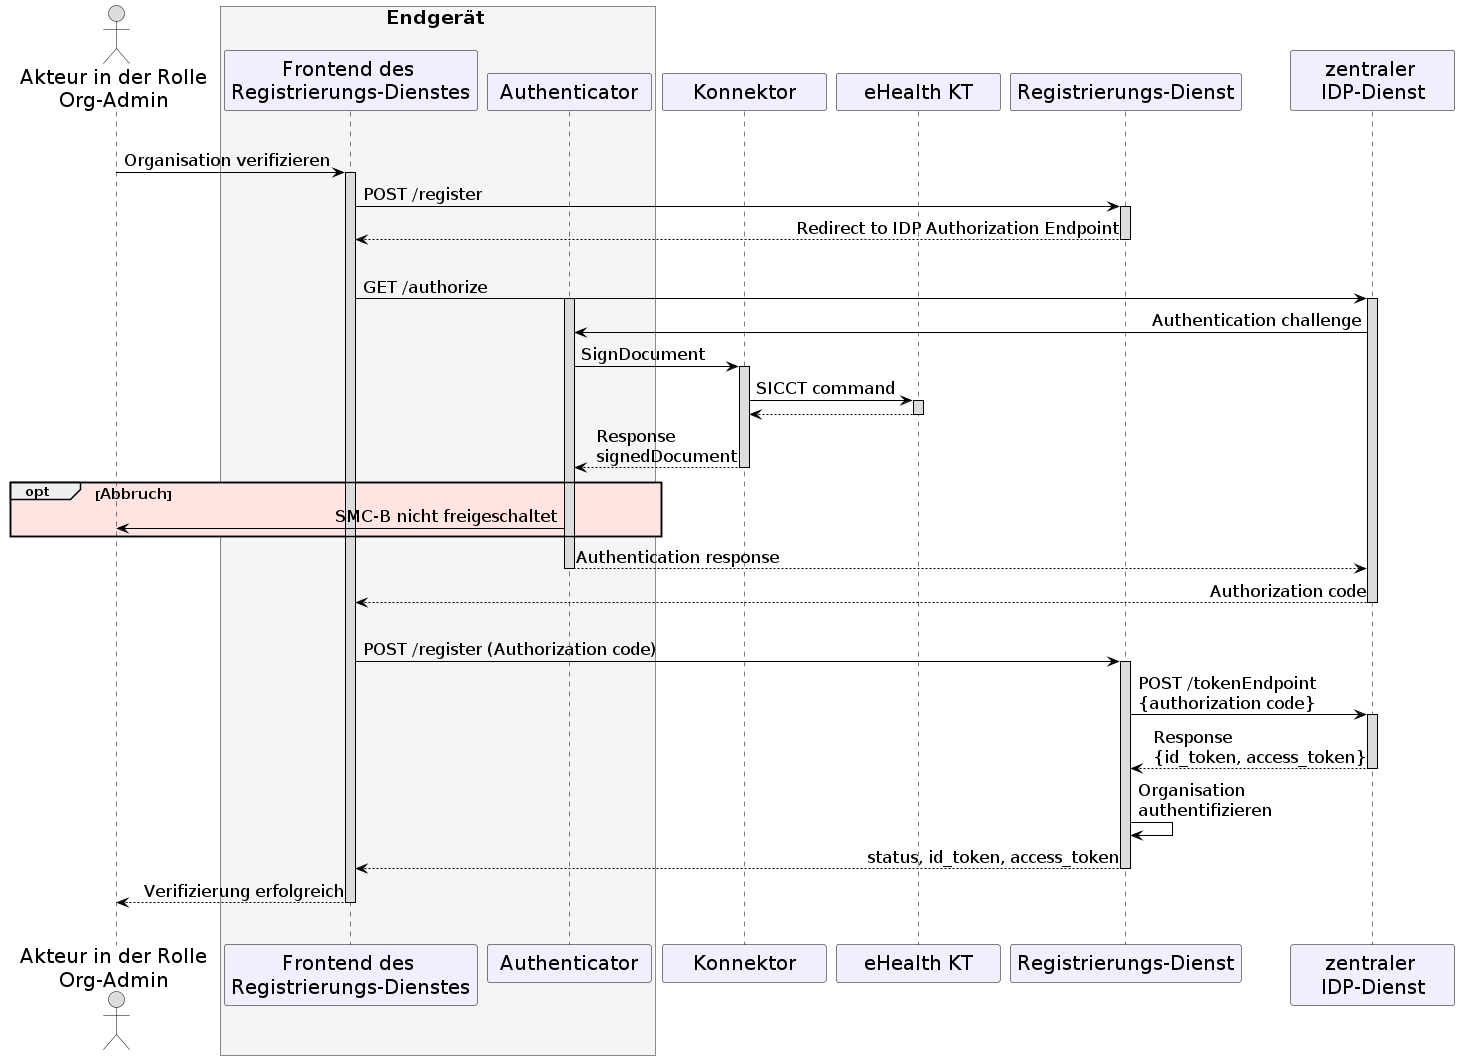 Endgerät
Akteur in der Rolle
Org-Admin
Frontend des
Registrierungs-Dienstes
Authenticator
Konnektor
eHealth KT
Registrierungs-Dienst
zentraler
IDP-Dienst
Organisation verifizieren
POST /register
Redirect to IDP Authorization Endpoint
GET /authorize
Authentication challenge
SignDocument
SICCT command
Response
signedDocument
opt
[Abbruch]
SMC-B nicht freigeschaltet
Authentication response
Authorization code
POST /register (Authorization code)
POST /tokenEndpoint
{authorization code}
Response
{id_token, access_token}
Organisation
authentifizieren
status, id_token, access_token
Verifizierung erfolgreich
Akteur in der Rolle
Org-Admin
Frontend des
Registrierungs-Dienstes
Authenticator
Konnektor
eHealth KT
Registrierungs-Dienst
zentraler
IDP-Dienst